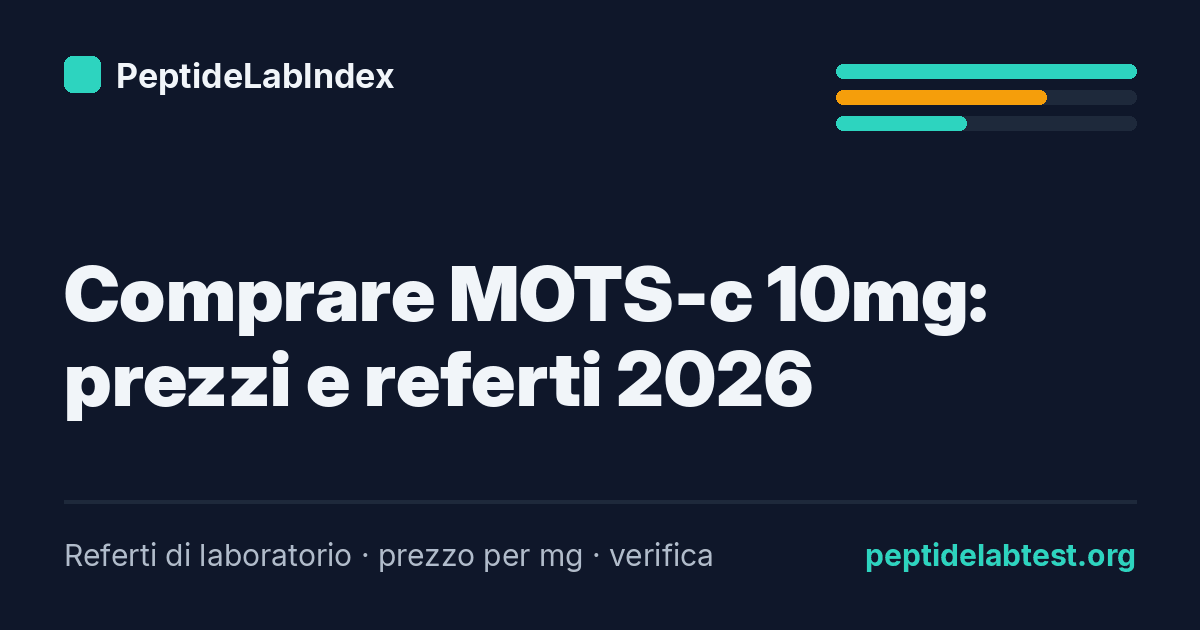 PeptideLabIndex
Comprare MOTS-c 10mg:
prezzi e referti 2026
Referti di laboratorio · prezzo per mg · verifica
peptidelabtest.org